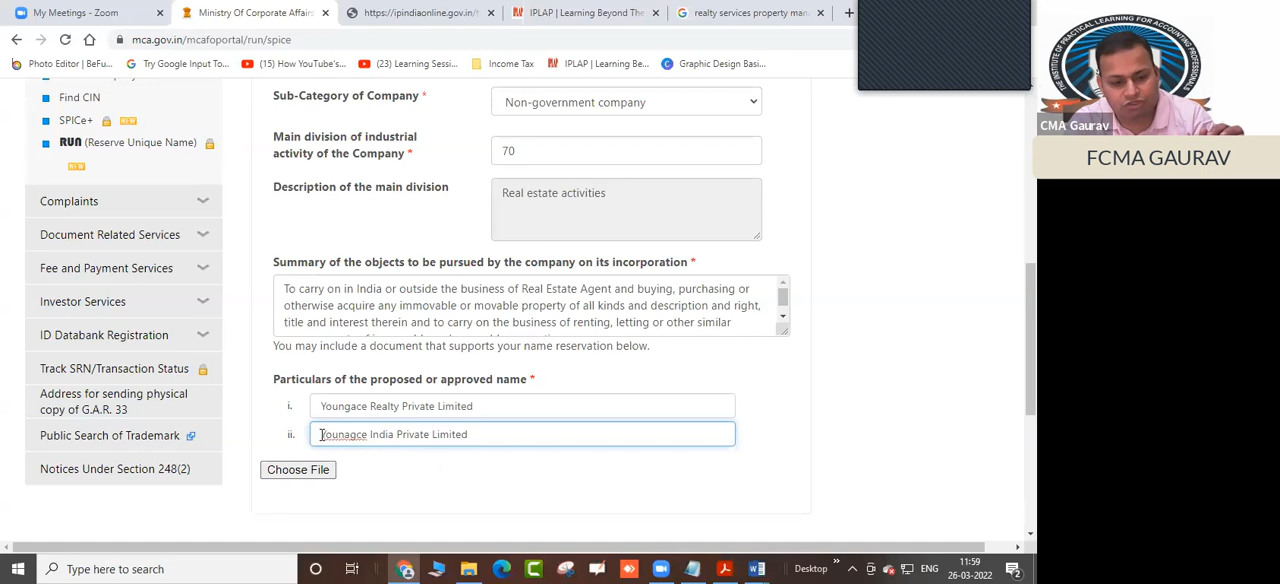 My Meetings - Zoom
Ministry Of Corporate Affairs
https://ipindiaonline.gov.in/t
IPLAP | Learning Beyond The
realty services property man
mca.gov.in/mcafoportal/run/spice
Photo Editor | BeFu...
Try Google Input To...
(15) How YouTube's...
(23) Learning Sessi...
Income Tax
IPLAP | Learning Be...
Graphic Design Basi...
Find CIN
SPICe+ NEW
RUN (Reserve Unique Name)
NEW
Complaints
Document Related Services
Fee and Payment Services
Investor Services
ID Databank Registration
Track SRN/Transaction Status
Address for sending physical
copy of G.A.R. 33
Public Search of Trademark
Notices Under Section 248(2)
Sub-Category of Company *
Non-government company
Main division of industrial
activity of the Company *
70
Description of the main division
Real estate activities
Summary of the objects to be pursued by the company on its incorporation *
To carry on in India or outside the business of Real Estate Agent and buying, purchasing or
otherwise acquire any immovable or movable property of all kinds and description and right,
title and interest therein and to carry on the business of renting, letting or other similar
You may include a document that supports your name reservation below.
Particulars of the proposed or approved name *
i. Youngace Realty Private Limited
ii. Younagce India Private Limited
Choose File
CMA Gaurav
FCMA GAURAV
Type here to search
Desktop
ENG
11:59
26-03-2022
2